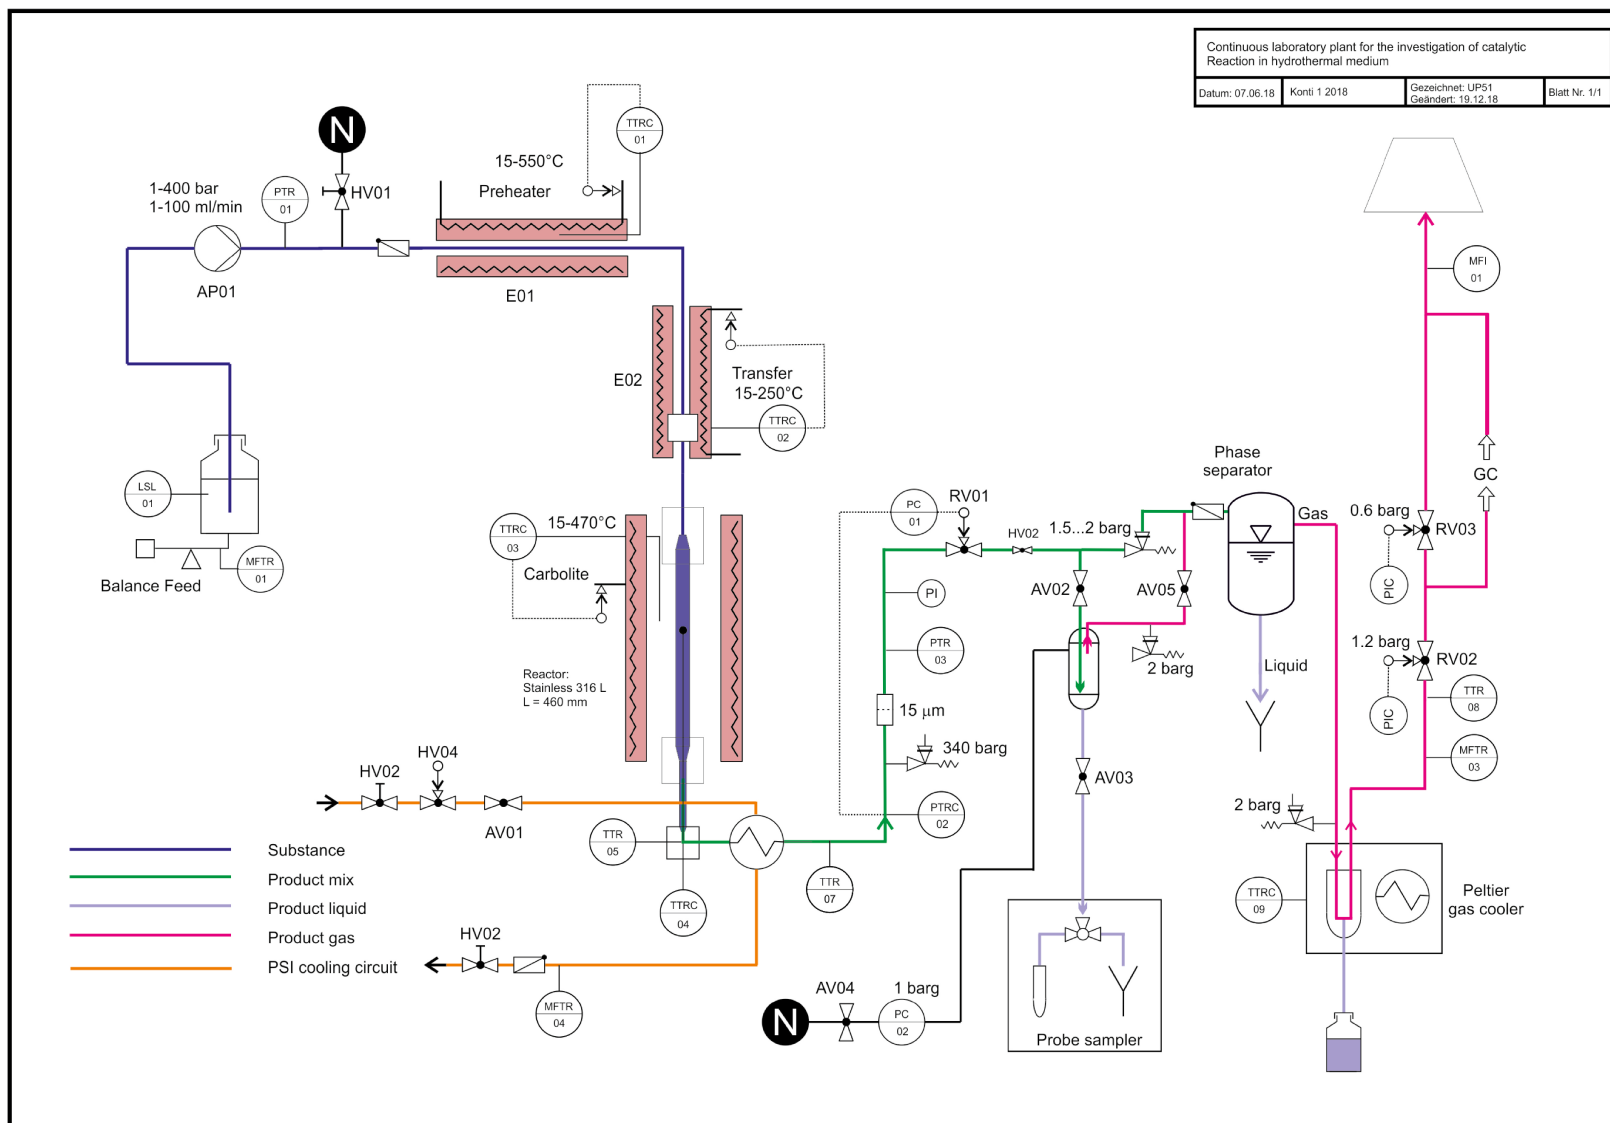 Continuous laboratory plant for the investigation of catalytic
Reaction in hydrothermal medium
Datum: 07.06.18
Konti 1 2018
Gezeichnet: UP51
Geändert: 19.12.18
Blatt Nr. 1/1
N
HV01
1-400 bar
1-100 ml/min
PTR
01
AP01
15-550°C
Preheater
TTRC
01
E01
E02
Transfer
15-250°C
TTRC
02
LSL
01
MFTR
01
Balance Feed
TTRC
03
15-470°C
Carbolite
Reactor:
Stainless 316 L
L = 460 mm
HV02
HV04
AV01
TTR
05
TTRC
04
TTR
07
HV02
MFTR
04
Substance
Product mix
Product liquid
Product gas
PSI cooling circuit
PC
01
RV01
HV02
1.5...2 barg
PI
PTR
03
15 µm
340 barg
PTRC
02
AV02
AV05
2 barg
AV03
Phase
separator
Gas
Liquid
N
AV04
1 barg
PC
02
Probe sampler
MFI
01
GC
0.6 barg
RV03
PIC
1.2 barg
RV02
PIC
TTR
08
MFTR
03
2 barg
TTRC
09
Peltier
gas cooler